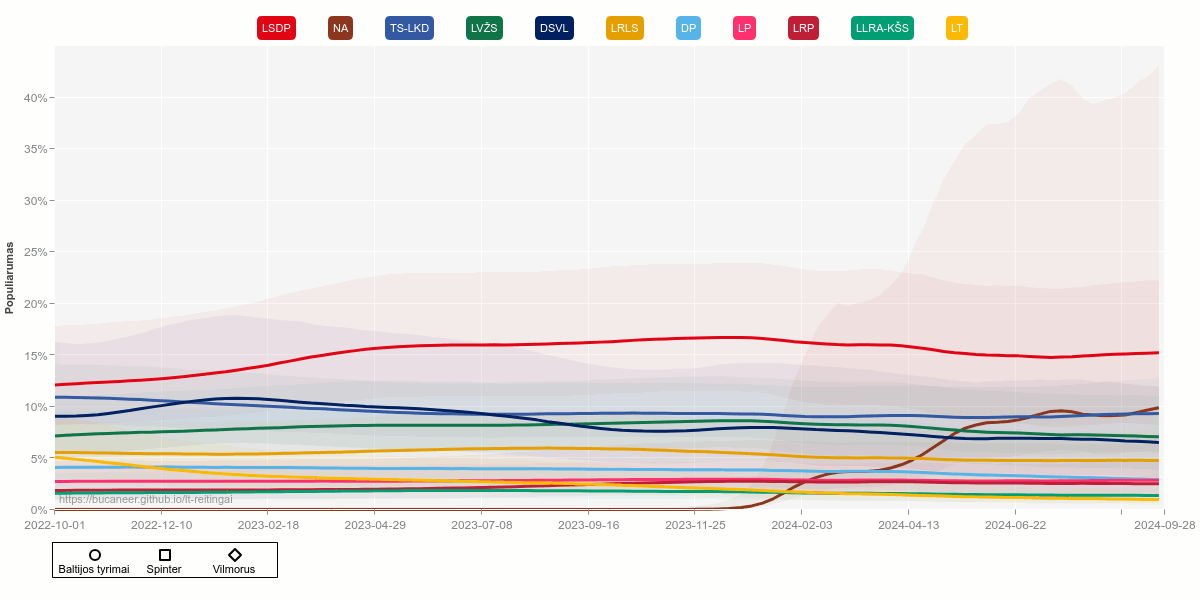 LSDP NA TS-LKD LVŽS DSVL LRLS DP LP LRP LLRA-KŠS LT
Populiarumas
40%
35%
30%
25%
20%
15%
10%
5%
0%
https://bucaneer.github.io/lt-reitingai
2022-10-01 2022-12-10 2023-02-18 2023-04-29 2023-07-08 2023-09-16 2023-11-25 2024-02-03 2024-04-13 2024-06-22 2024-09-28
Baltijos tyrimai Spinter Vilmorus